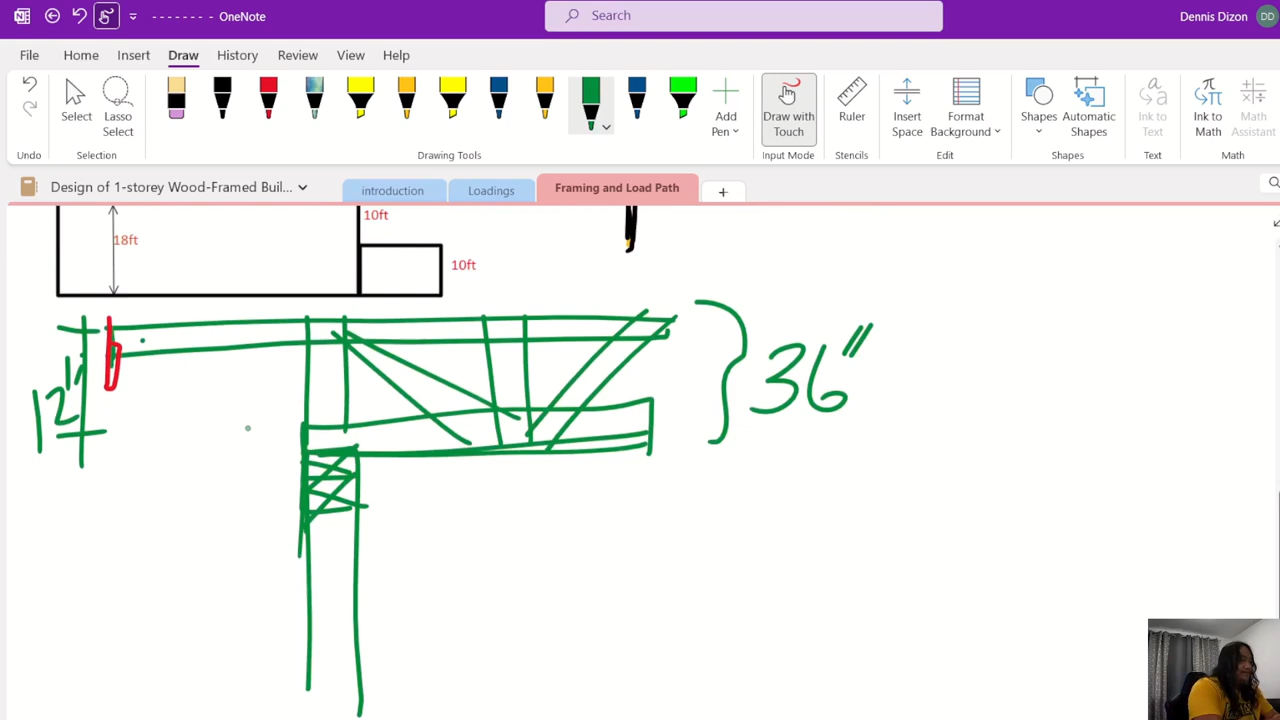 - - - - - - - OneNote
Search
Dennis Dizon
DD
File
Home
Insert
Draw
History
Review
View
Help
Undo
Select
Lasso
Select
Selection
Drawing Tools
Add
Pen
Draw with
Touch
Input Mode
Ruler
Stencils
Insert
Space
Format
Background
Edit
Shapes
Automatic
Shapes
Shapes
Ink to
Text
Text
Ink to
Math
Math
Assistant
Math
Design of 1-storey Wood-Framed Buil...
introduction
Loadings
Framing and Load Path
+
10ft
18ft
10ft
12"
36"